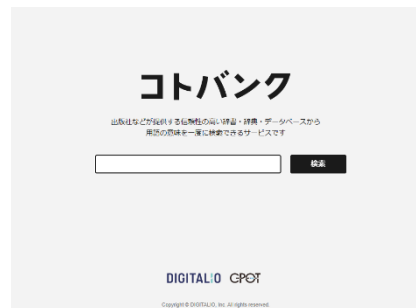 コトバンク
出版社などが提供する信頼性の高い辞書・辞典・データベースから
用語の意味を一度に検索できるサービスです
検索
DIGITALIO GPOT
Copyright © DIGITALIO, Inc. All rights reserved.